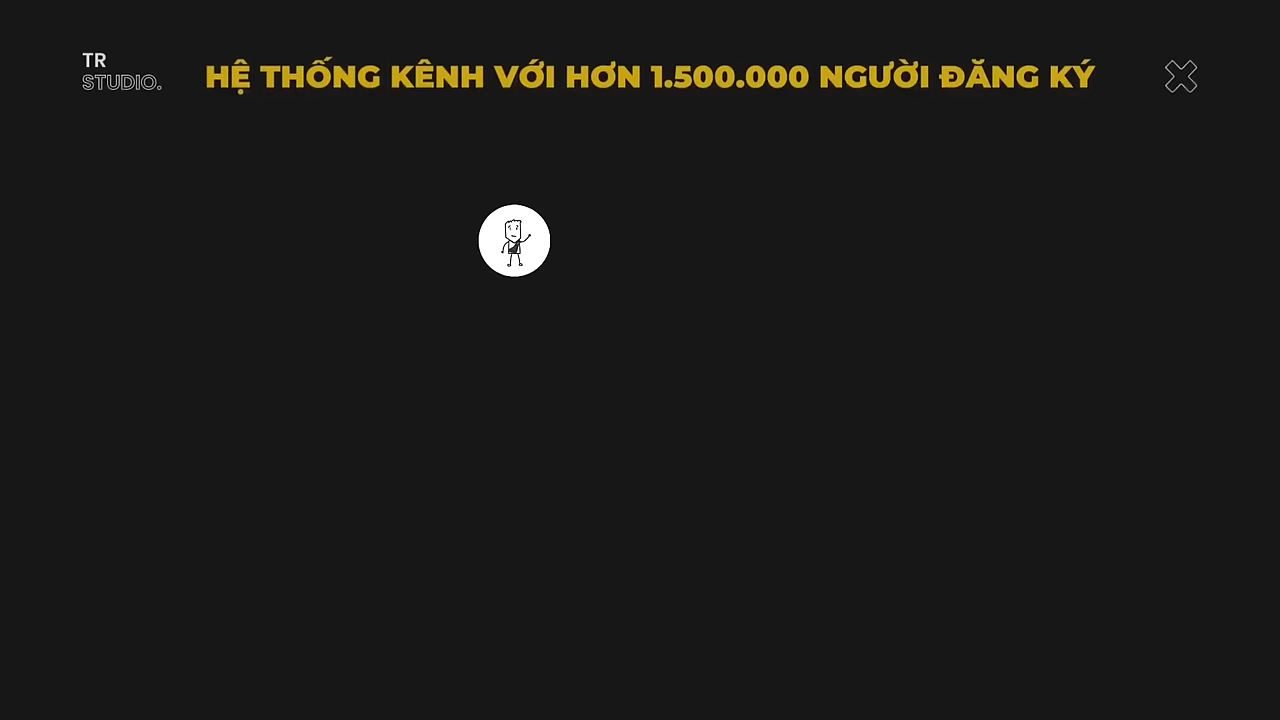 TR
STUDIO.
HỆ THỐNG KÊNH VỚI HƠN 1.500.000 NGƯỜI ĐĂNG KÝ